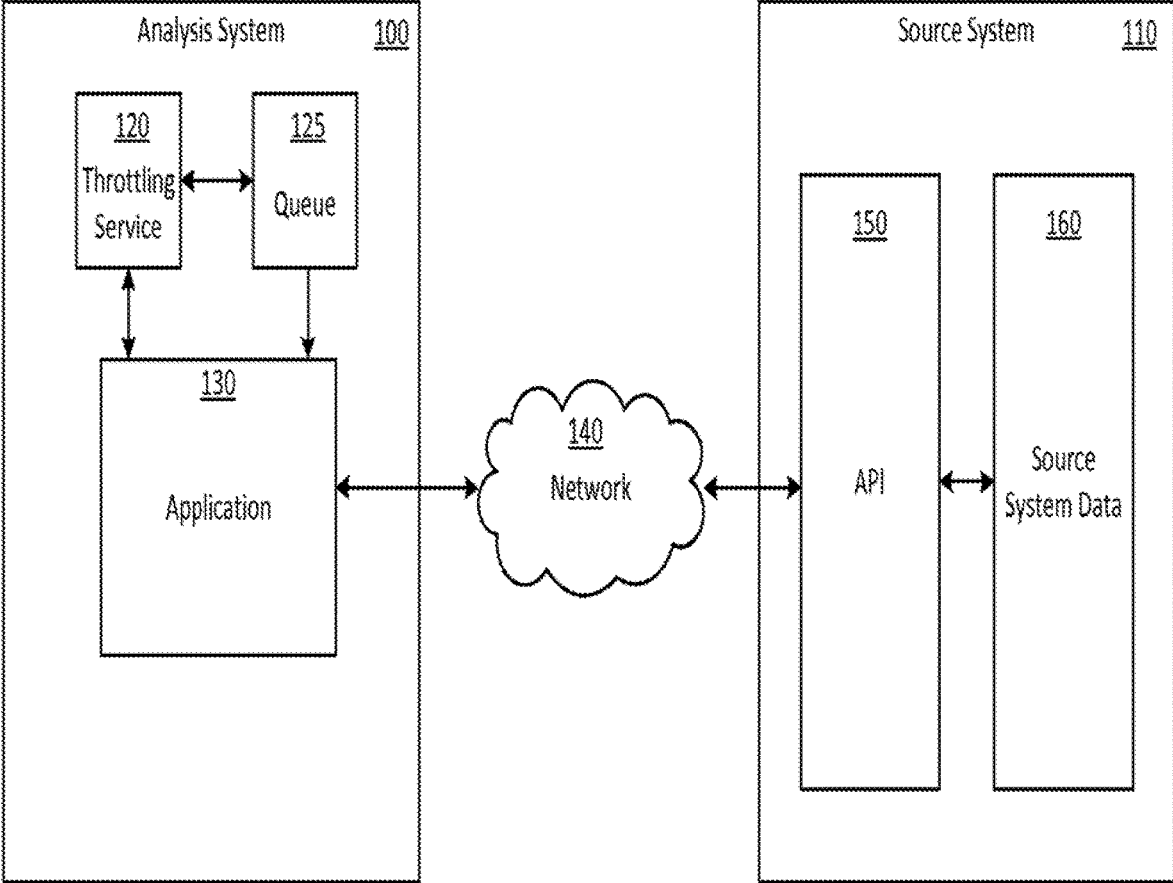 Analysis System
100
120
Throttling
Service
125
Queue
130
Application
140
Network
Source System
110
150
API
160
Source
System Data